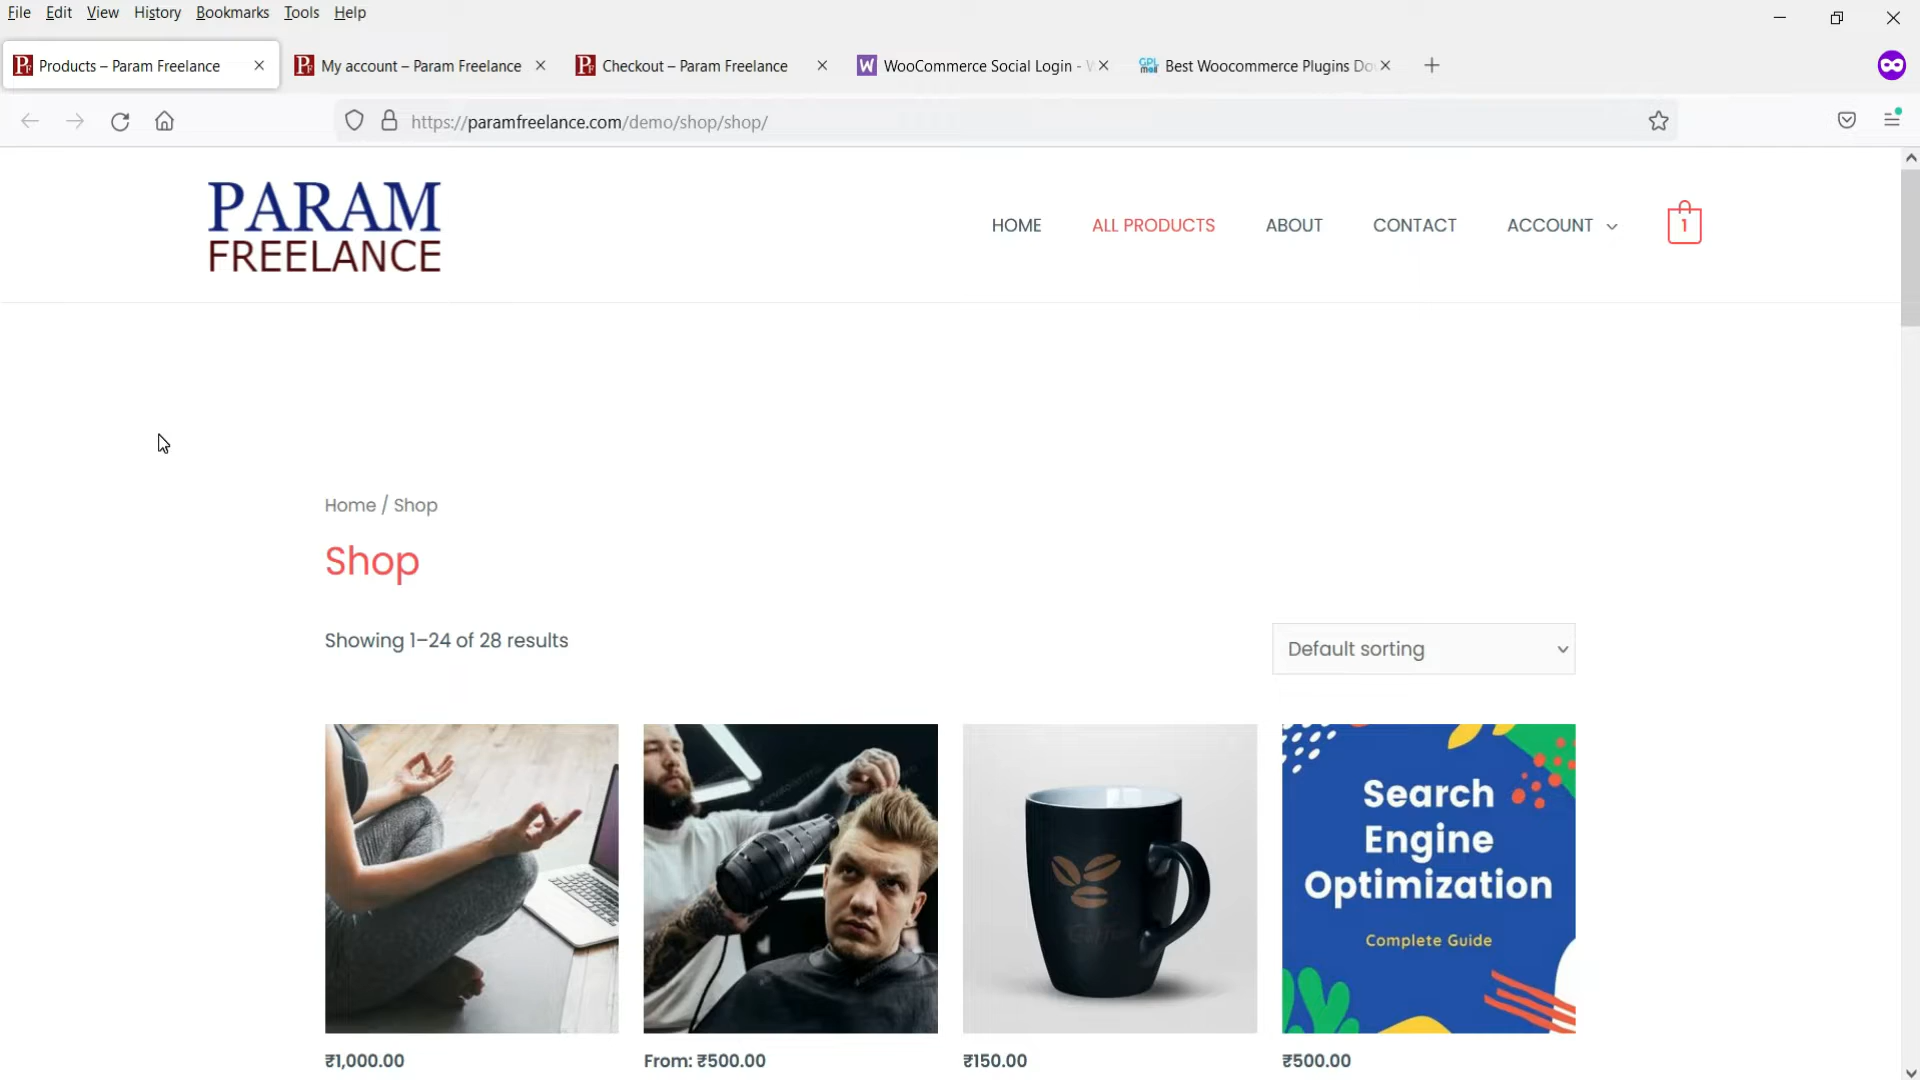 File Edit View History Bookmarks Tools Help
Products – Param Freelance
My account – Param Freelance
Checkout – Param Freelance
WooCommerce Social Login -
Best Woocommerce Plugins Do
https://paramfreelance.com/demo/shop/shop/
PARAM
FREELANCE
HOME
ALL PRODUCTS
ABOUT
CONTACT
ACCOUNT
1
Home / Shop
Shop
Showing 1–24 of 28 results
Default sorting
Search
Engine
Optimization
Complete Guide
₹1,000.00
From: ₹500.00
₹150.00
₹500.00